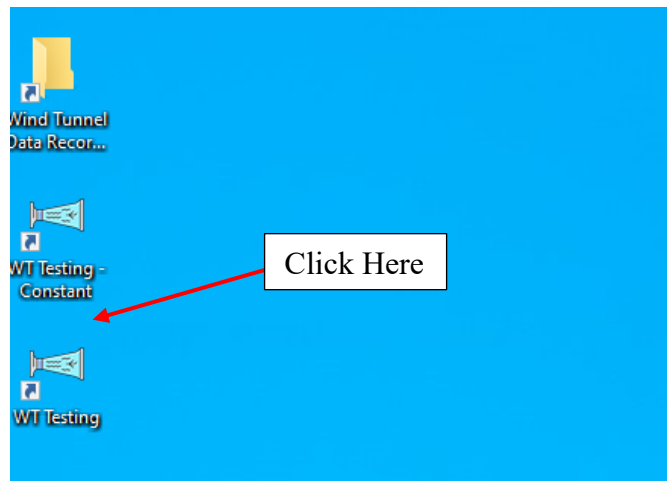 Wind Tunnel
Data Recor...
WT Testing -
Constant
Click Here
WT Testing